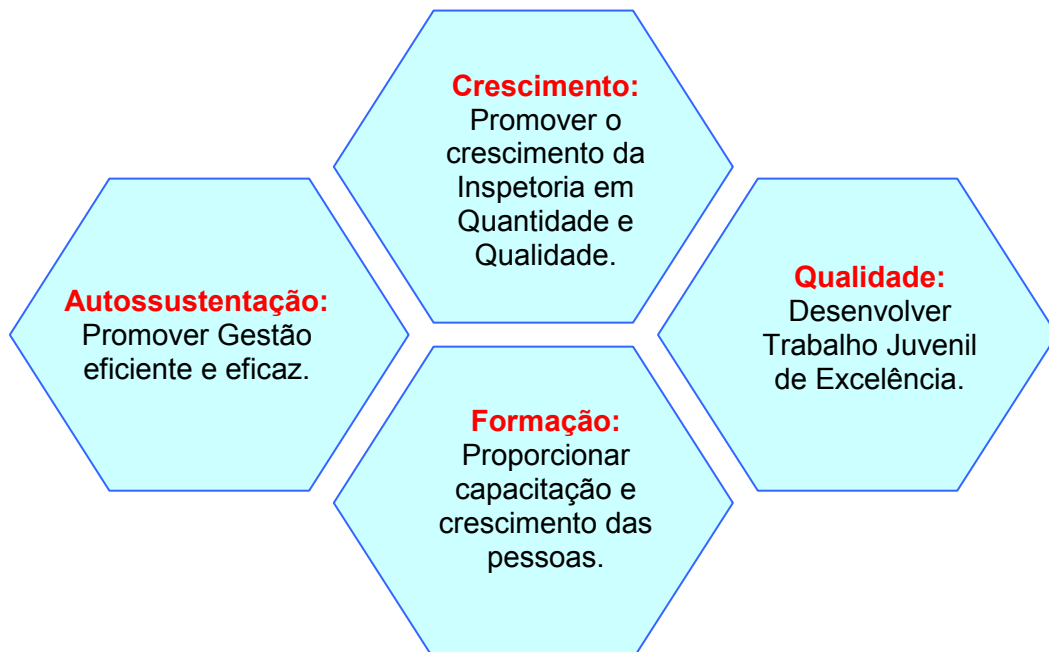 Crescimento:
Promover o
crescimento da
Inspetoria em
Quantidade e
Qualidade.
Autossustentação:
Promover Gestão
eficiente e eficaz.
Qualidade:
Desenvolver
Trabalho Juvenil
de Excelência.
Formação:
Proporcionar
capacitação e
crescimento das
pessoas.